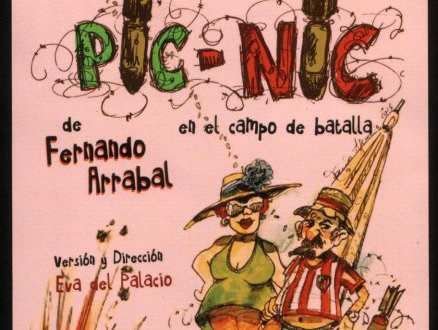 PIC-NIC
de en el campo de batalla
Fernando
Arrabal
Versión y Dirección
Eva del Palacio